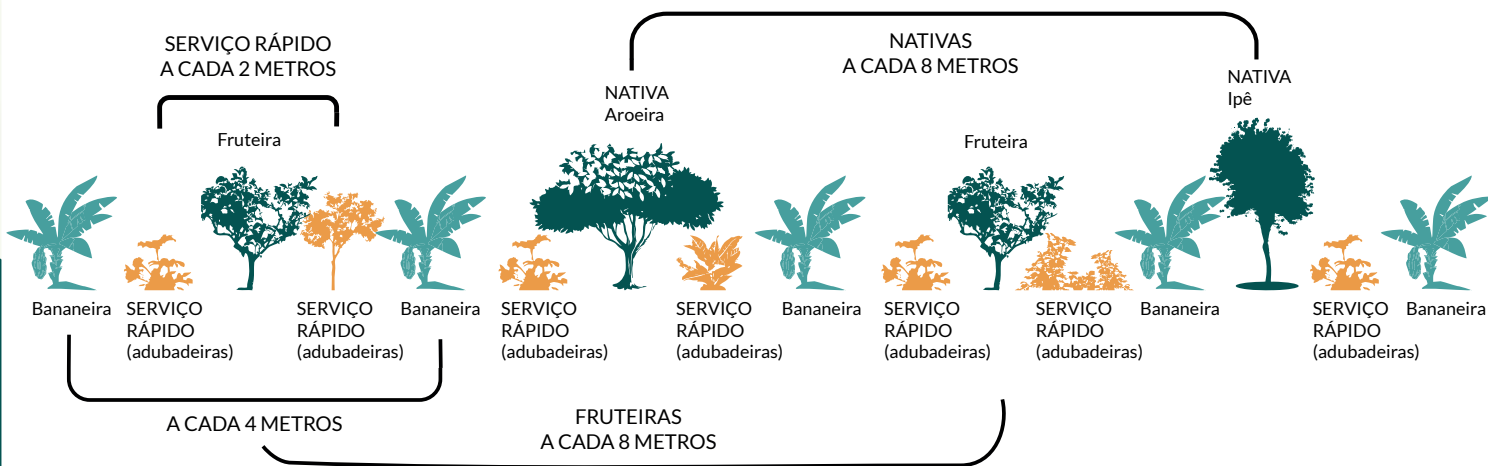 SERVIÇO RÁPIDO
A CADA 2 METROS
NATIVAS
A CADA 8 METROS
NATIVA
Aroeira
NATIVA
Ipê
Fruteira
Fruteira
Bananeira
SERVIÇO
RÁPIDO
(adubadeiras)
SERVIÇO
RÁPIDO
(adubadeiras)
Bananeira
SERVIÇO
RÁPIDO
(adubadeiras)
SERVIÇO
RÁPIDO
(adubadeiras)
Bananeira
SERVIÇO
RÁPIDO
(adubadeiras)
SERVIÇO
RÁPIDO
(adubadeiras)
Bananeira
SERVIÇO
RÁPIDO
(adubadeiras)
Bananeira
A CADA 4 METROS
FRUTEIRAS
A CADA 8 METROS